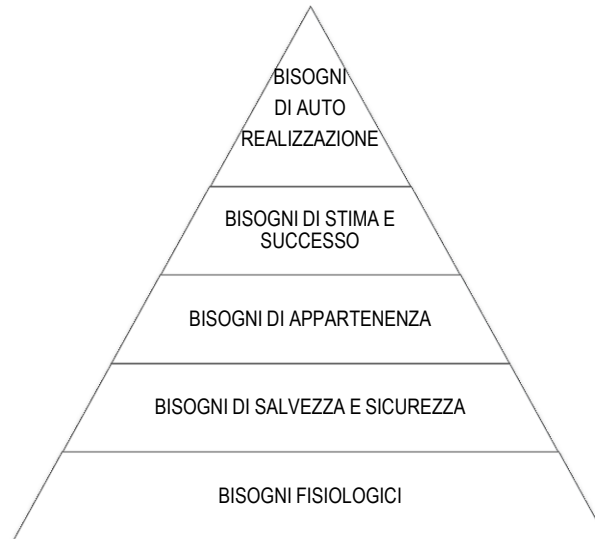 BISOGNI
DI AUTO
REALIZZAZIONE
BISOGNI DI STIMA E
SUCCESSO
BISOGNI DI APPARTENENZA
BISOGNI DI SALVEZZA E SICUREZZA
BISOGNI FISIOLOGICI